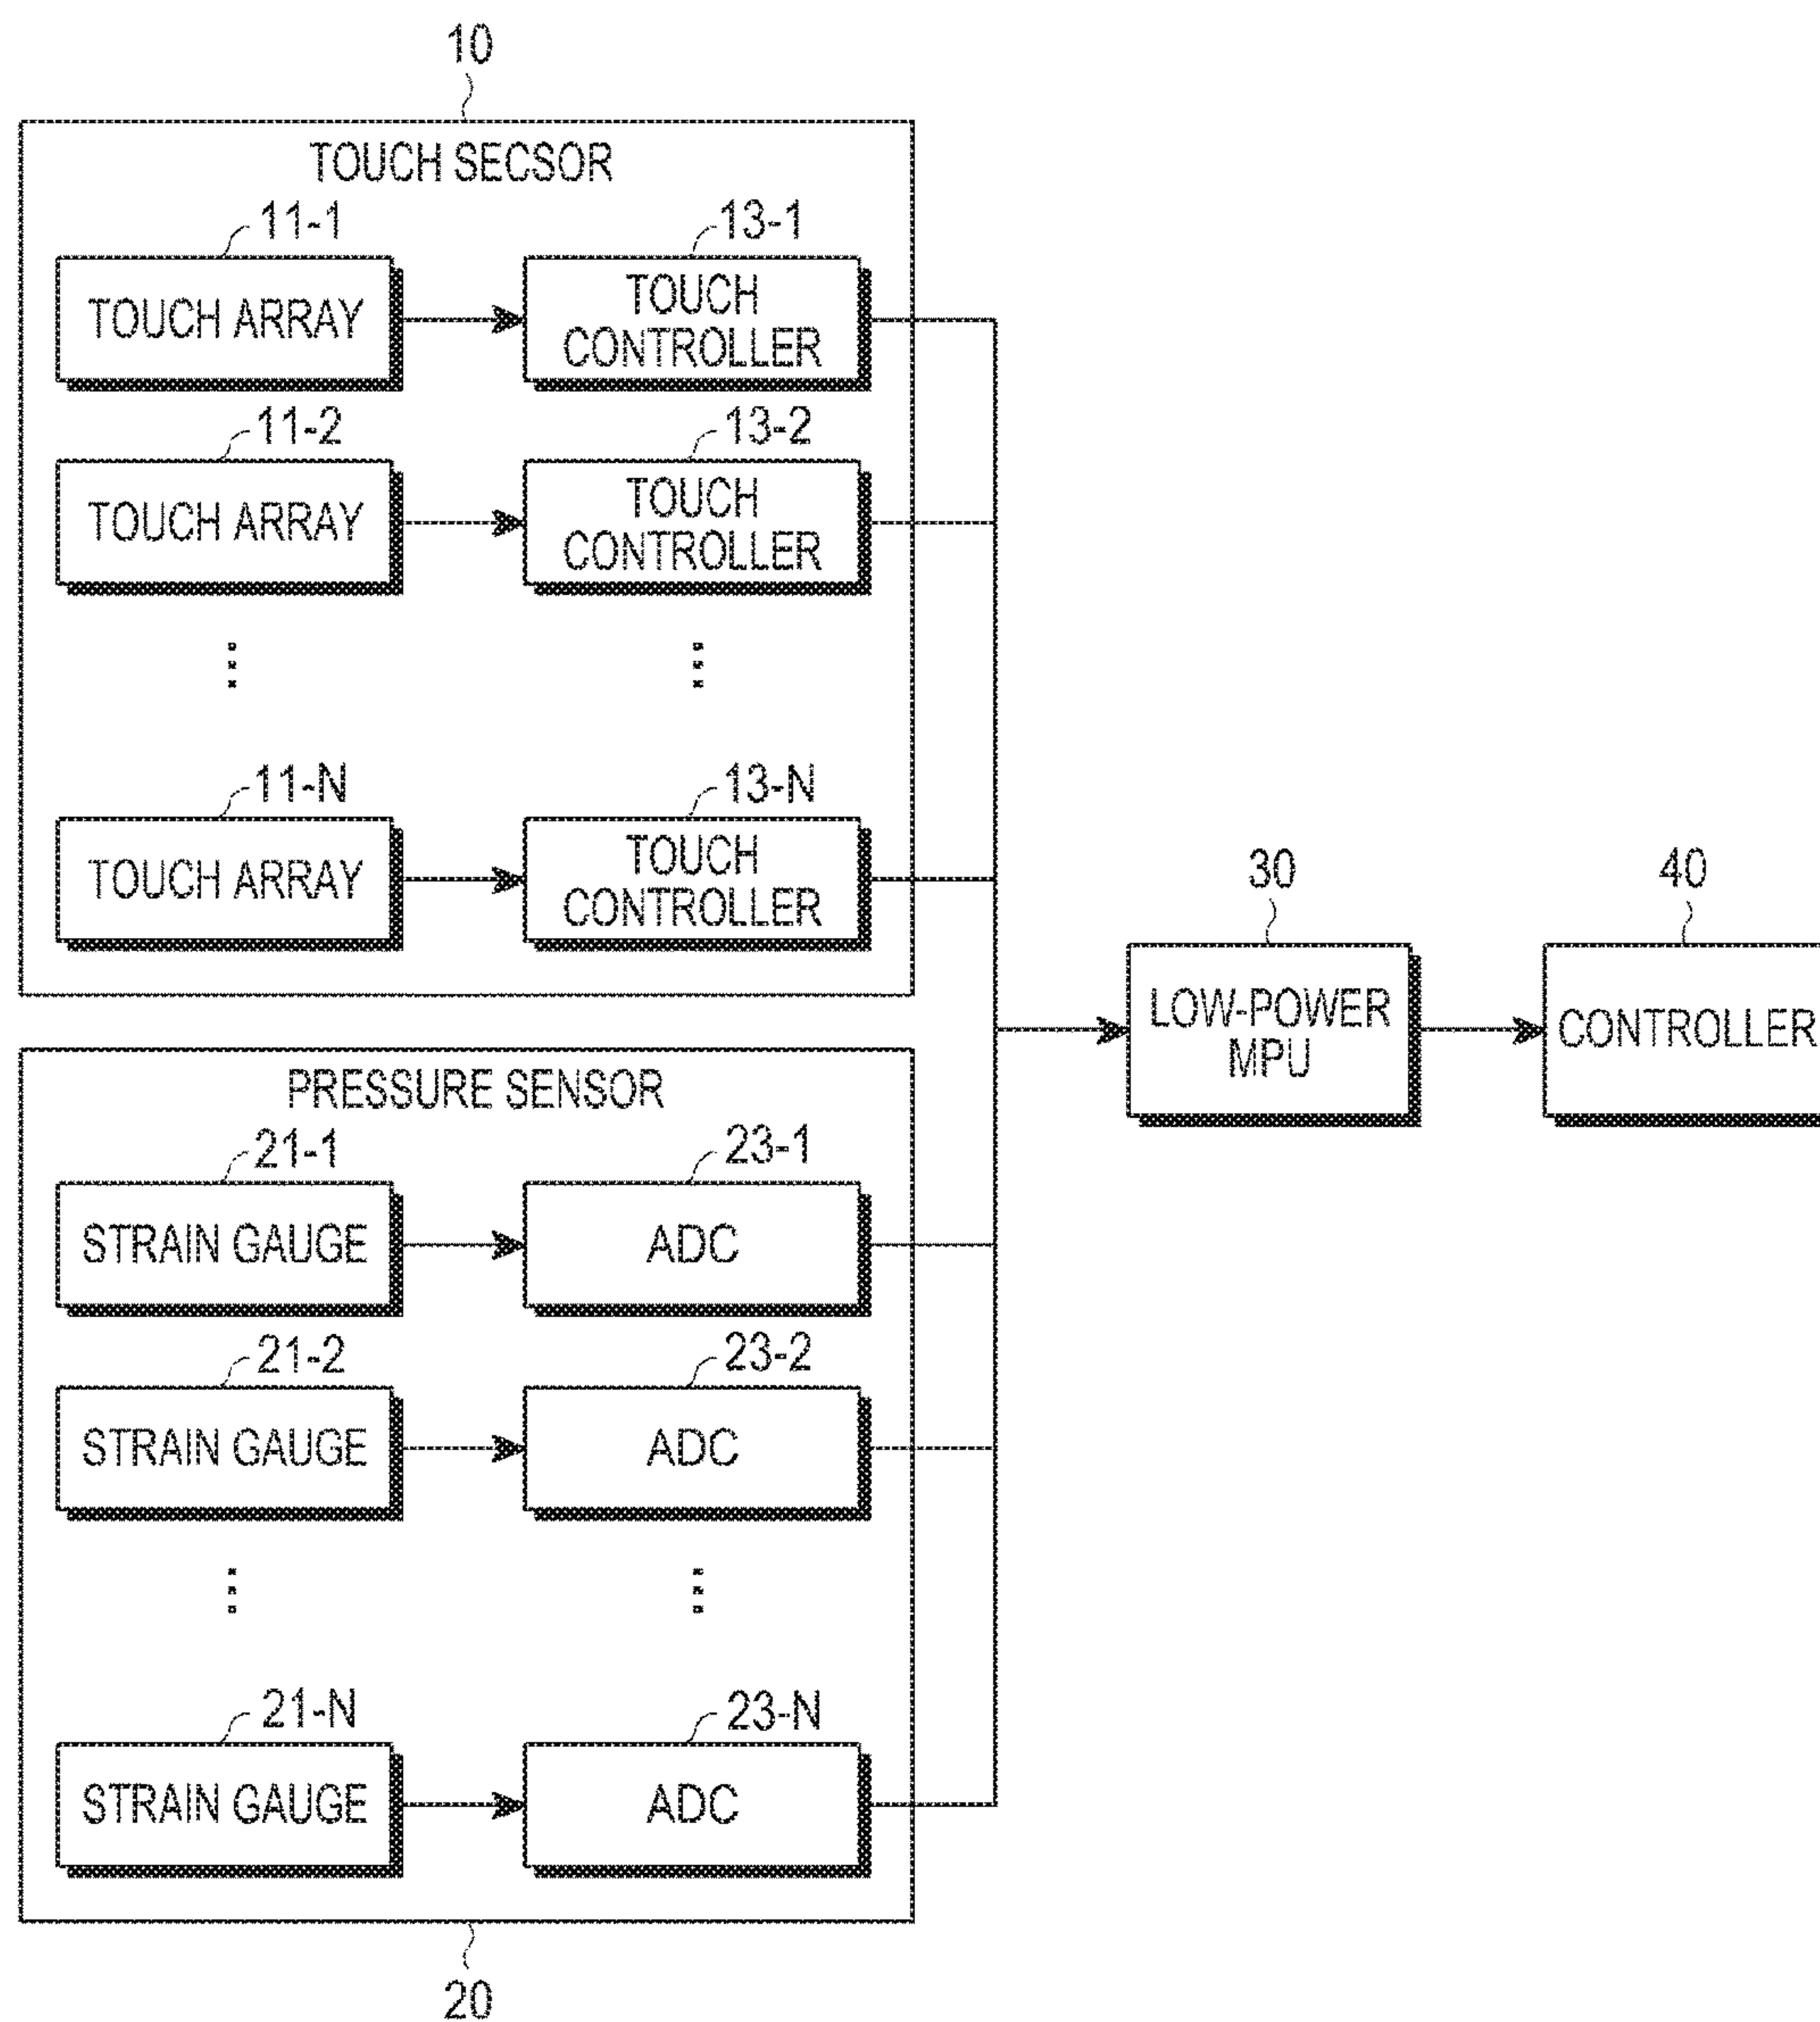 10
TOUCH SECSOR
11-1
13-1
TOUCH ARRAY
TOUCH
CONTROLLER
11-2
13-2
TOUCH ARRAY
TOUCH
CONTROLLER
11-N
13-N
TOUCH ARRAY
TOUCH
CONTROLLER
30
40
LOW-POWER
MPU
CONTROLLER
PRESSURE SENSOR
21-1
23-1
STRAIN GAUGE
ADC
21-2
23-2
STRAIN GAUGE
ADC
21-N
23-N
STRAIN GAUGE
ADC
20